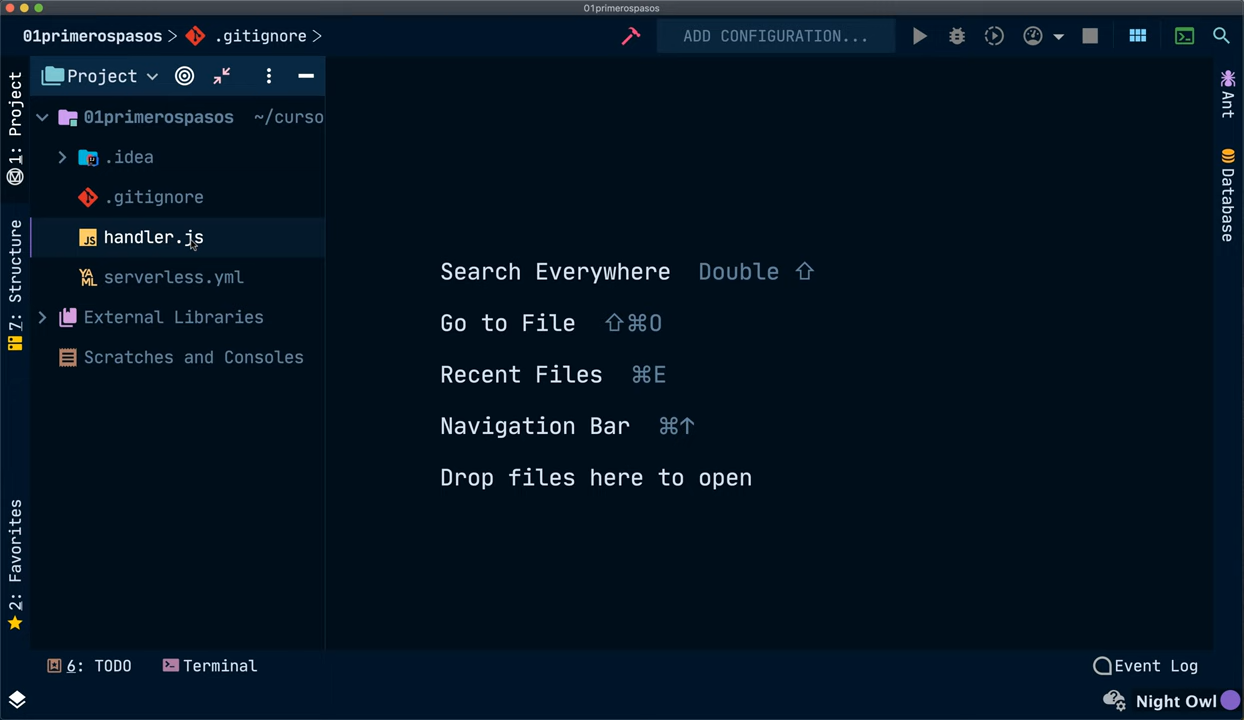 01primerospasos
01primerospasos > .gitignore >
ADD CONFIGURATION...
1: Project
7: Structure
2: Favorites
Project
01primerospasos ~/curso
.idea
.gitignore
JS handler.js
YAML serverless.yml
External Libraries
Scratches and Consoles
Search Everywhere Double ⇧
Go to File ⇧⌘O
Recent Files ⌘E
Navigation Bar ⌘↑
Drop files here to open
Ant
Database
6: TODO Terminal
Event Log
Night Owl